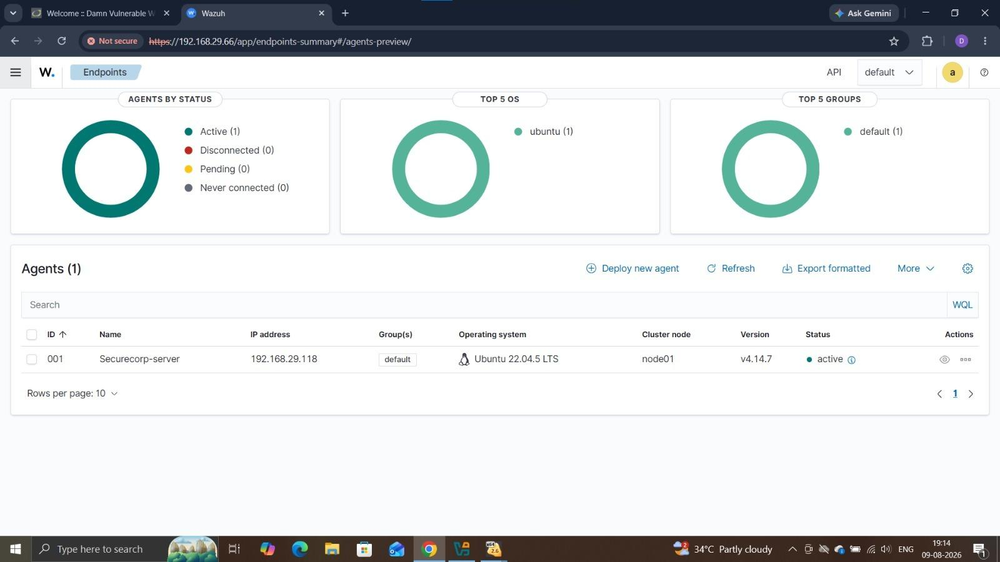 Welcome :: Damn Vulnerable W
Wazuh
Ask Gemini
Not secure
https://192.168.29.66/app/endpoints-summary#/agents-preview/
D
W.
Endpoints
API
default
a
AGENTS BY STATUS
Active (1)
Disconnected (0)
Pending (0)
Never connected (0)
TOP 5 OS
ubuntu (1)
TOP 5 GROUPS
default (1)
Agents (1)
Deploy new agent
Refresh
Export formatted
More
Search
WQL
ID Name IP address Group(s) Operating system Cluster node Version Status Actions
001 Securecorp-server 192.168.29.118 default Ubuntu 22.04.5 LTS node01 v4.14.7 active
Rows per page: 10
1
Type here to search
x64
2.6
2
34°C Partly cloudy
ENG
19:14
09-08-2026
1